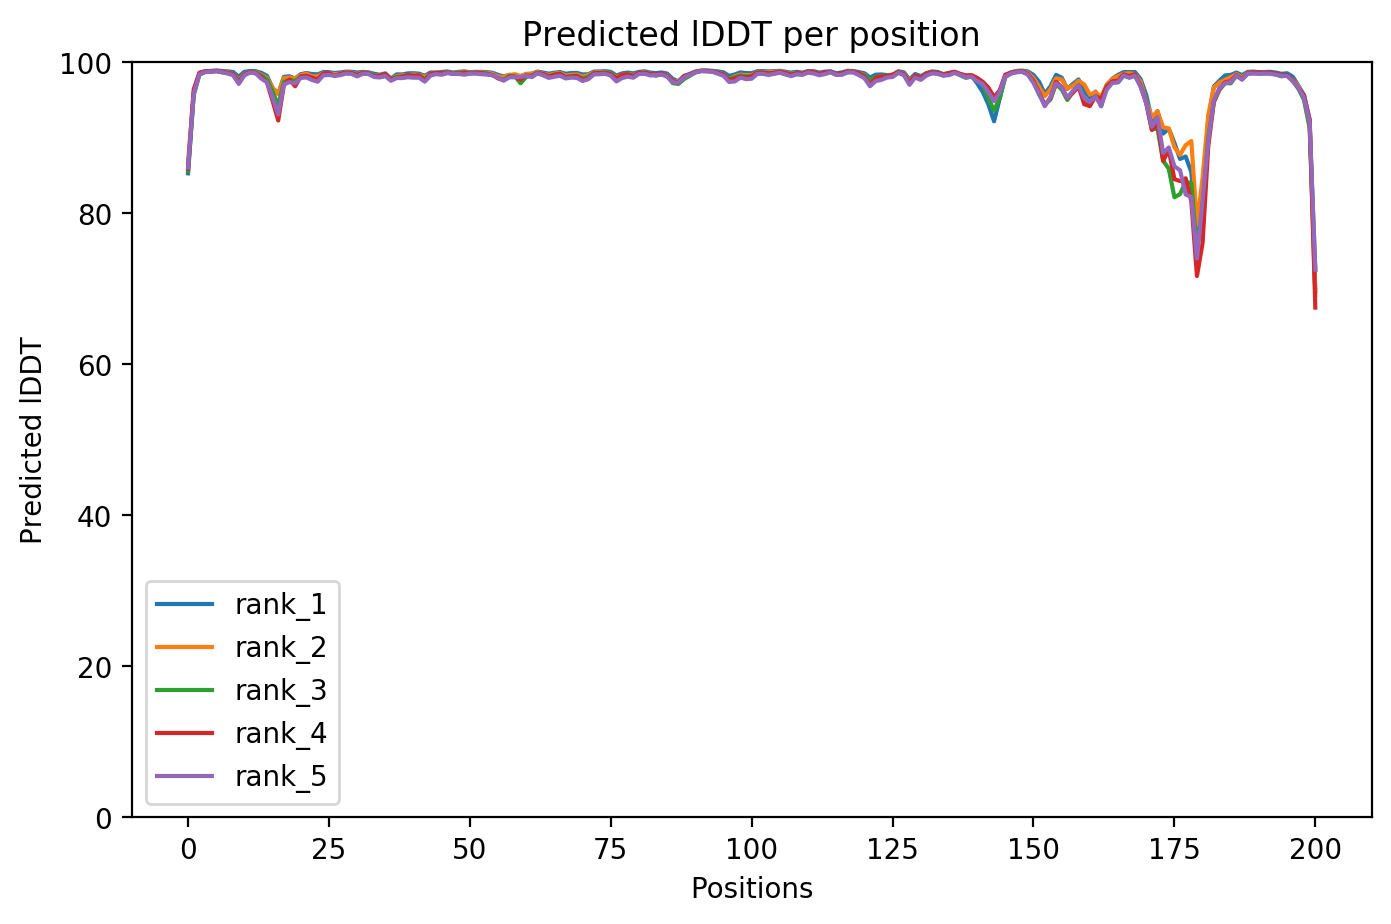 Predicted lDDT per position
100
80
60
40
20
0
Predicted lDDT
rank_1
rank_2
rank_3
rank_4
rank_5
0 25 50 75 100 125 150 175 200
Positions